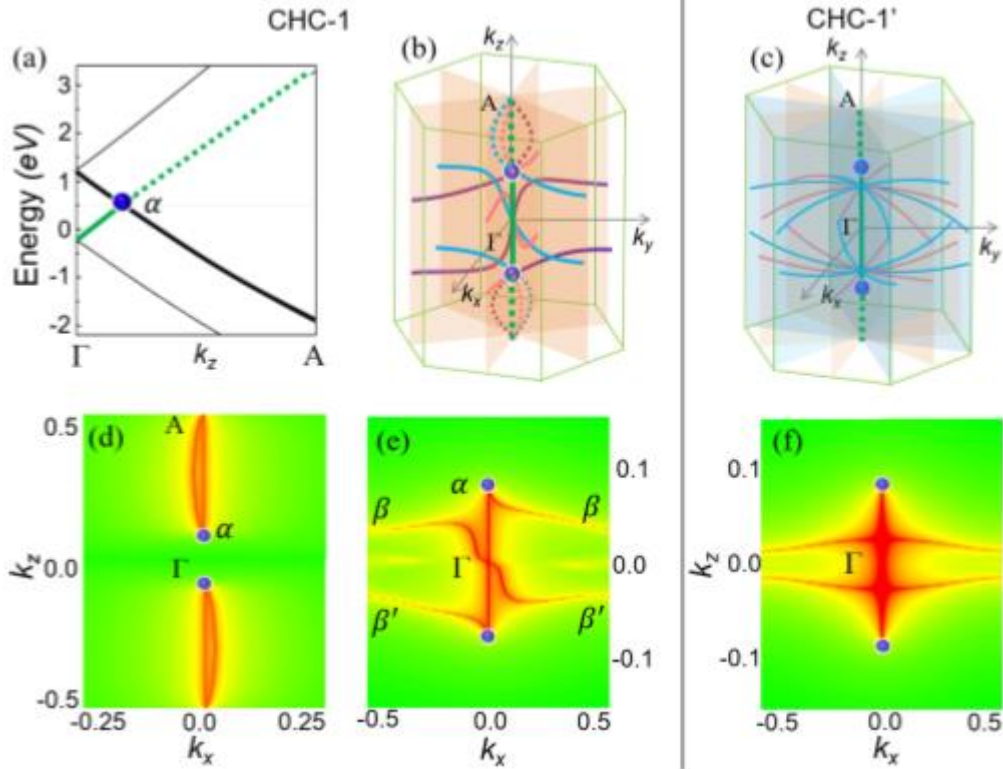 CHC-1
CHC-1'
(a)
Energy (eV)
3
2
1
0
-1
-2
α
Γ
k_z
A
(b)
k_z
A
Γ
k_y
k_x
(c)
k_z
A
Γ
k_y
k_x
(d)
0.5
0.0
-0.5
k_z
A
α
Γ
-0.25
0.0
0.25
k_x
(e)
α
β
β
Γ
β′
β′
0.1
0.0
-0.1
-0.5
0.0
0.5
k_x
(f)
0.1
0.0
-0.1
k_z
Γ
-0.5
0.0
0.5
k_x